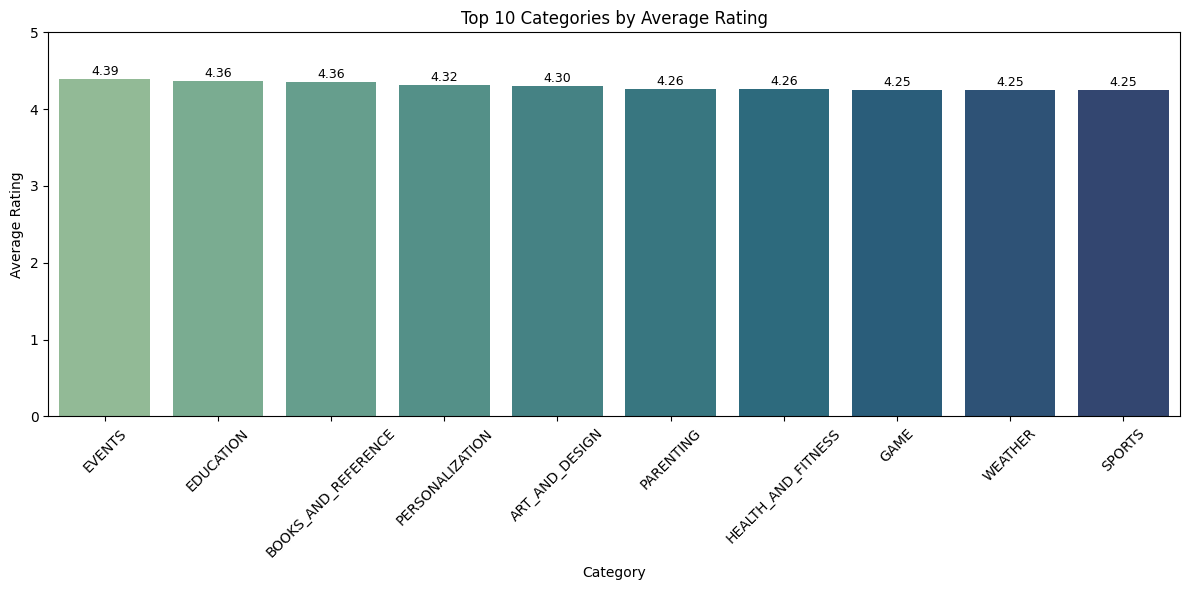 Top 10 Categories by Average Rating
Average Rating
5
4
3
2
1
0
4.39
4.36
4.36
4.32
4.30
4.26
4.26
4.25
4.25
4.25
EVENTS
EDUCATION
BOOKS_AND_REFERENCE
PERSONALIZATION
ART_AND_DESIGN
PARENTING
HEALTH_AND_FITNESS
GAME
WEATHER
SPORTS
Category